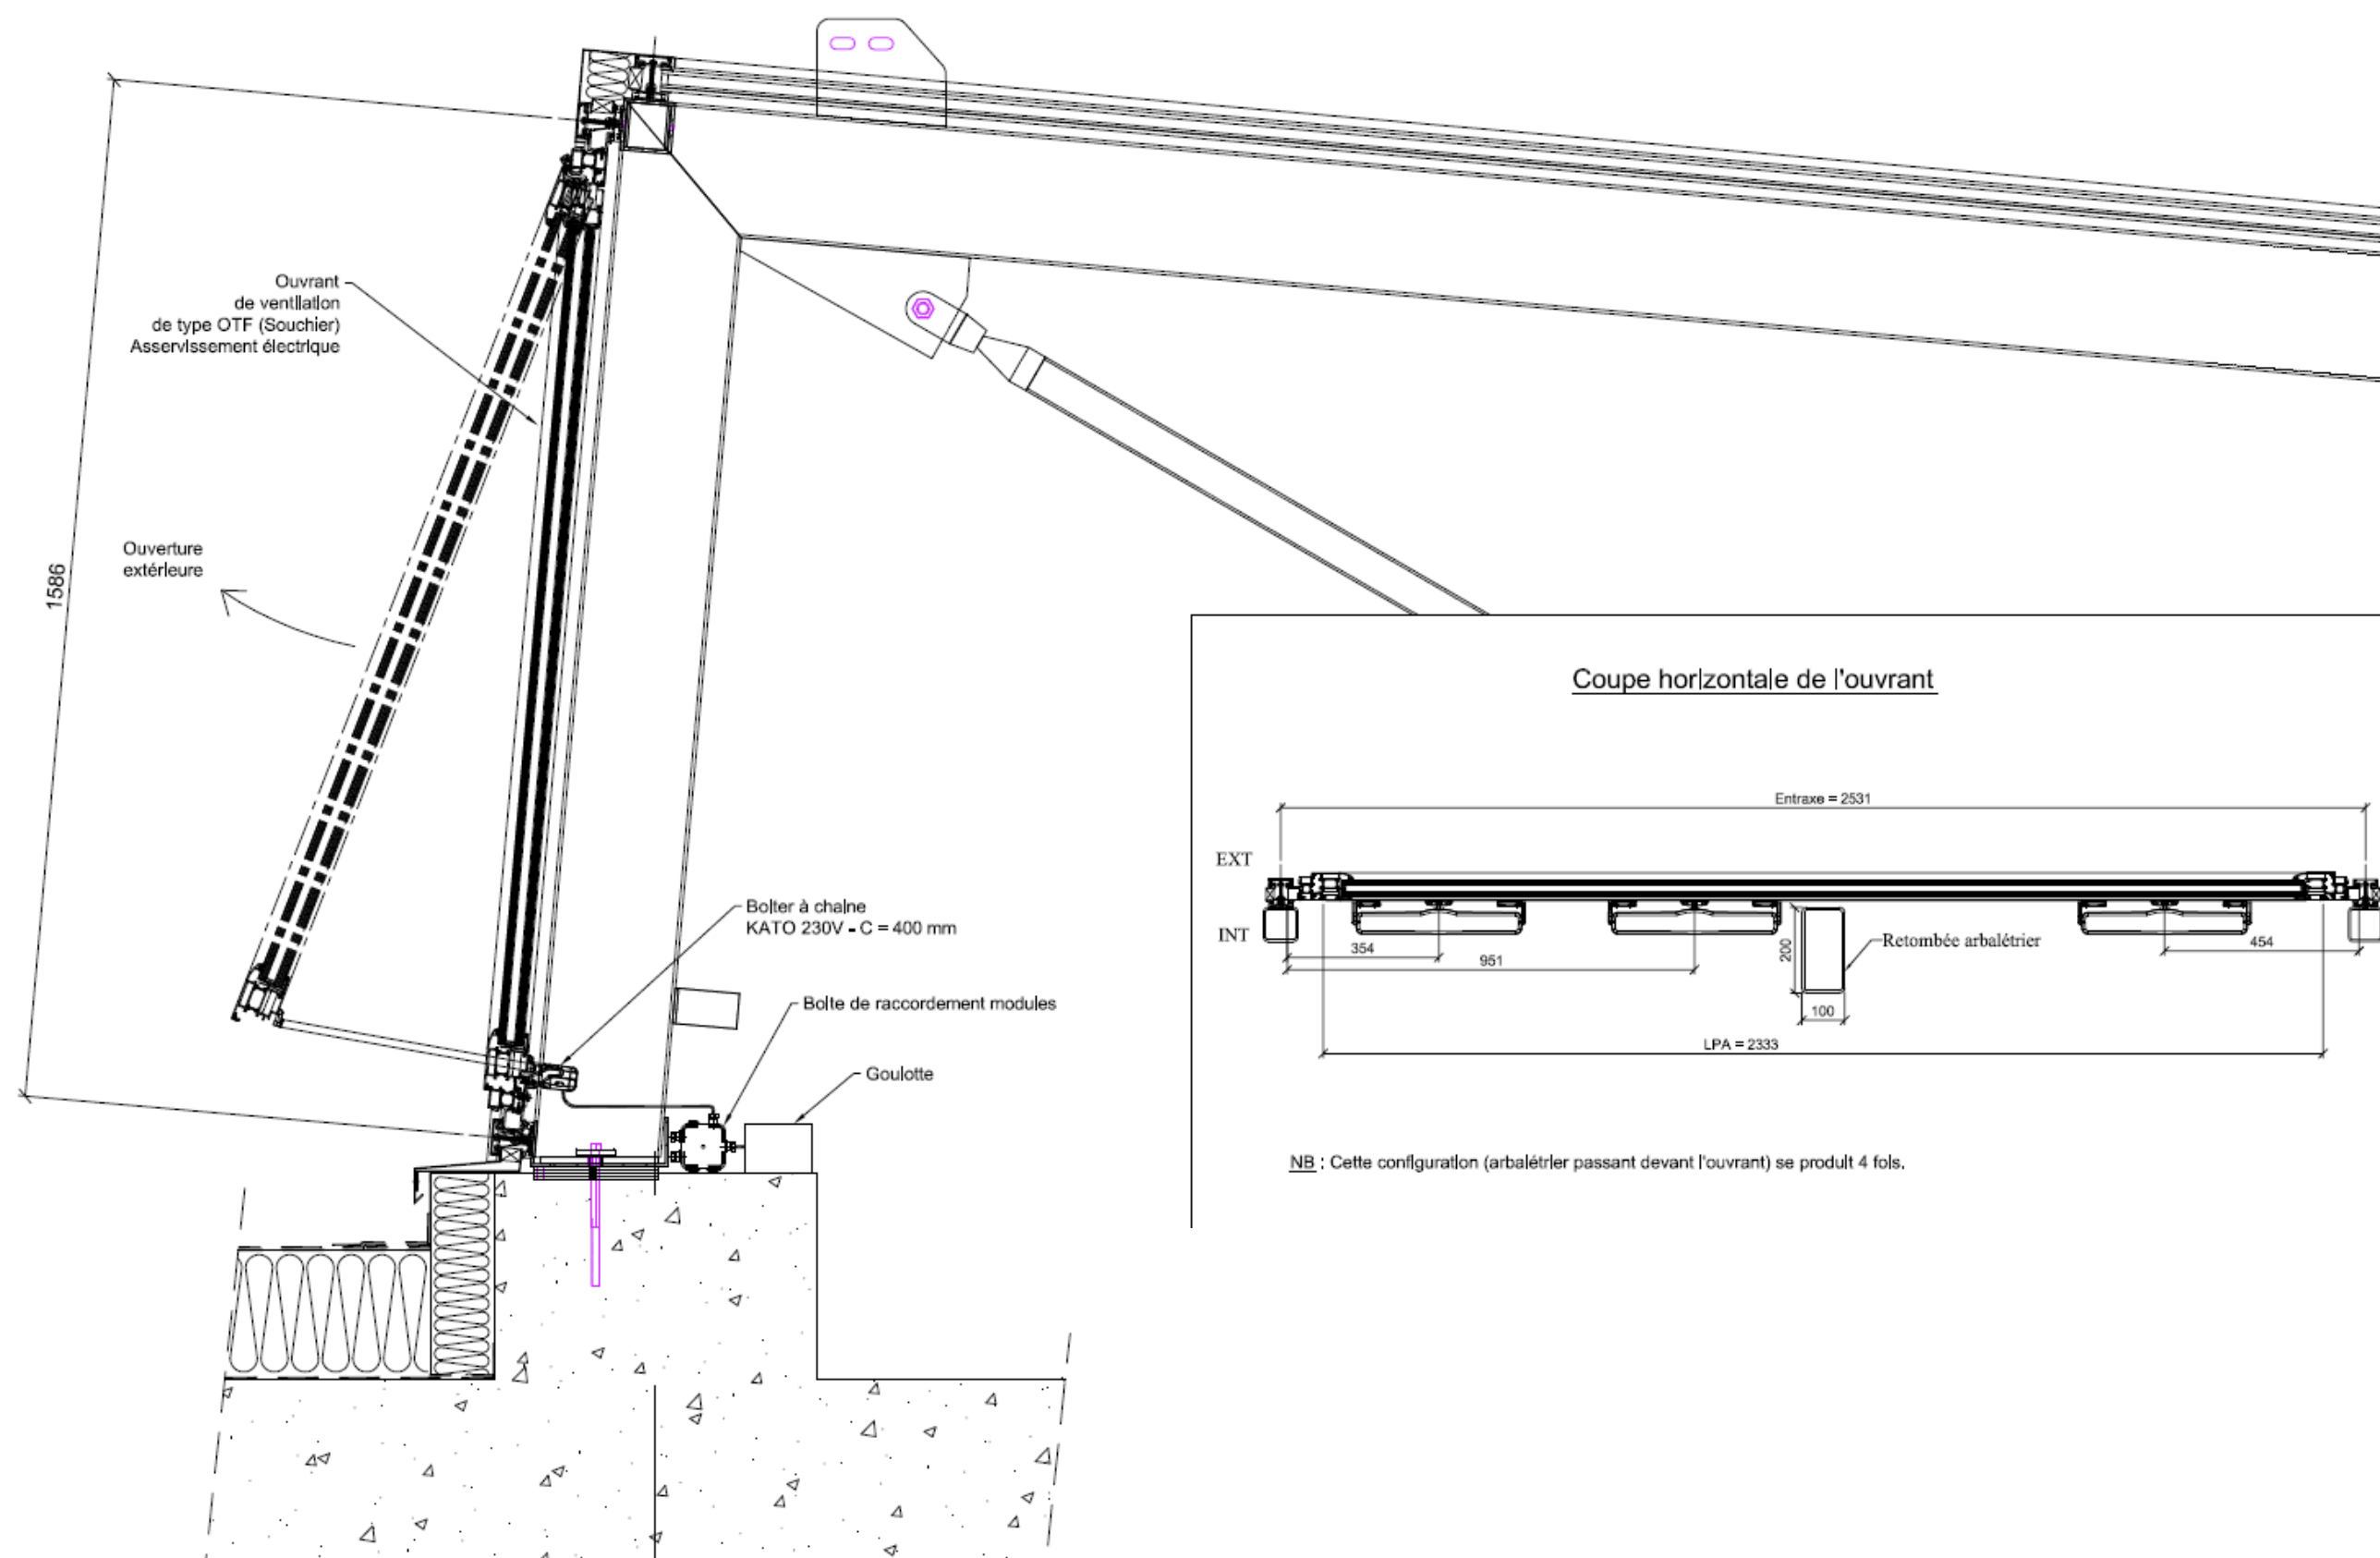 Ouvrant
de ventilation
de type OTF (Souchier)
Asservissement électrique
Ouverture
extérieure
1586
Boîtier à chaîne
KATO 230V - C = 400 mm
Boîte de raccordement modules
Goulotte
Coupe horizontale de l'ouvrant
Entraxe = 2531
EXT
INT
354
951
200
100
Retombée arbalétrier
454
LPA = 2333
NB : Cette configuration (arbalétrier passant devant l'ouvrant) se produit 4 fois.